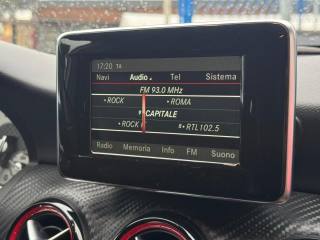 17:20 TA
Navi Audio Tel Sistema
FM 93.0 MHz
ROCK ROMA
CAPITALE
ROCK RTL102.5
Radio Memoria Info FM Suono